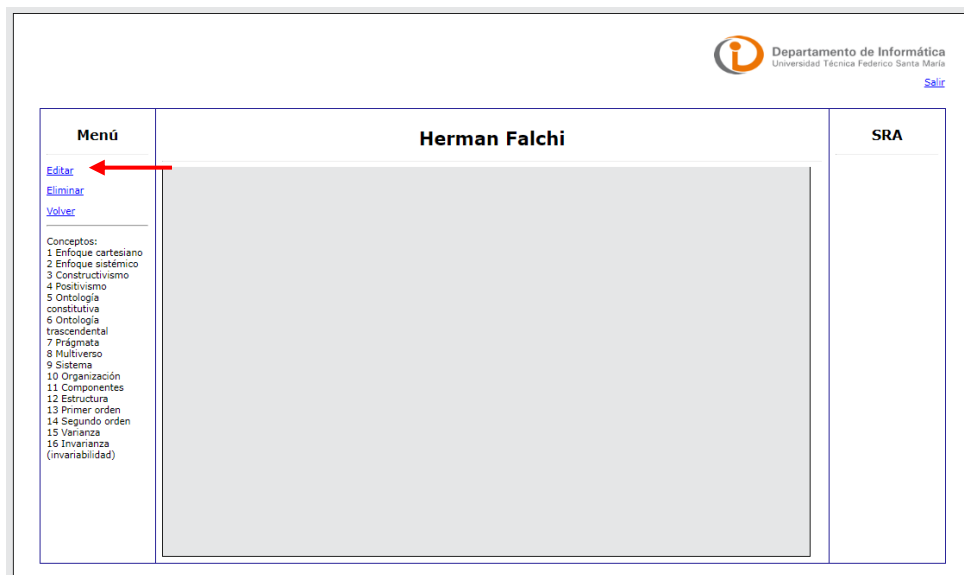 Departamento de Informática
Universidad Técnica Federico Santa María
Salir
Menú
Herman Falchi
SRA
Editar
Eliminar
Volver
Conceptos:
1 Enfoque cartesiano
2 Enfoque sistémico
3 Constructivismo
4 Positivismo
5 Ontología
constitutiva
6 Ontología
trascendental
7 Prágmata
8 Multiverso
9 Sistema
10 Organización
11 Componentes
12 Estructura
13 Primer orden
14 Segundo orden
15 Varianza
16 Invarianza
(invariabilidad)